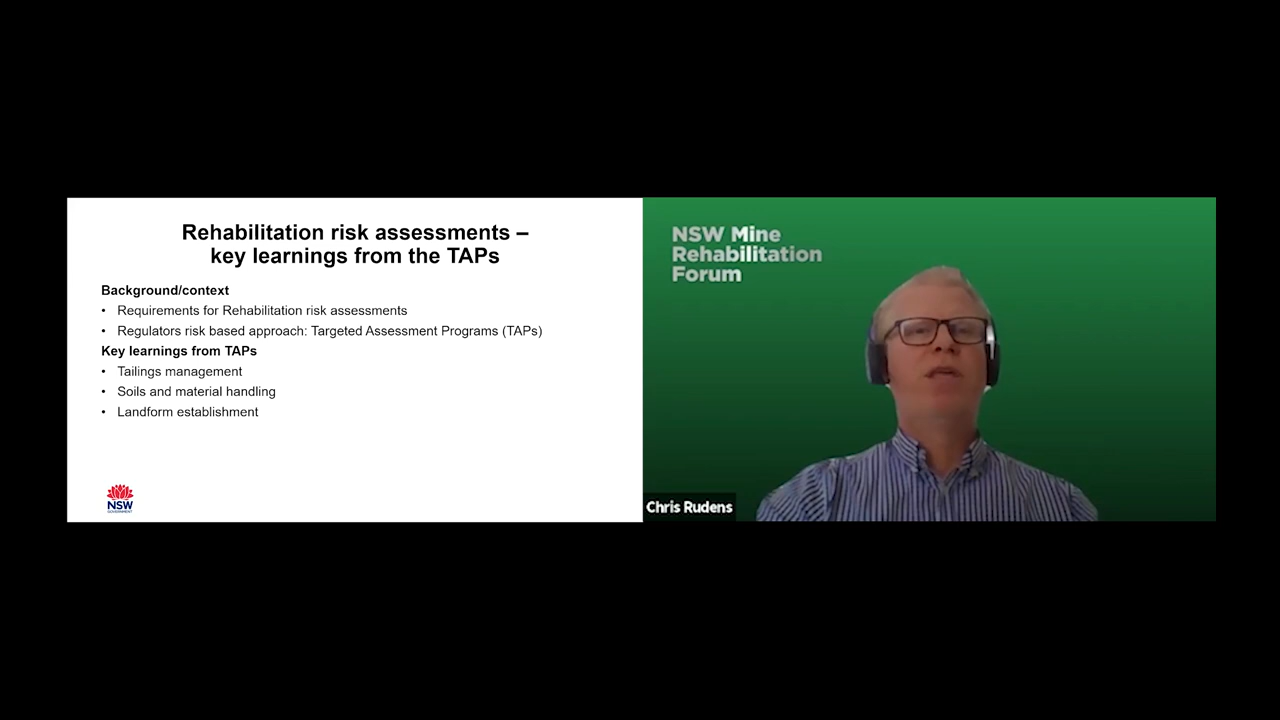 Rehabilitation risk assessments –
key learnings from the TAPs
Background/context
• Requirements for Rehabilitation risk assessments
• Regulators risk based approach: Targeted Assessment Programs (TAPs)
Key learnings from TAPs
• Tailings management
• Soils and material handling
• Landform establishment
NSW
GOVERNMENT
NSW Mine
Rehabilitation
Forum
Chris Rudens